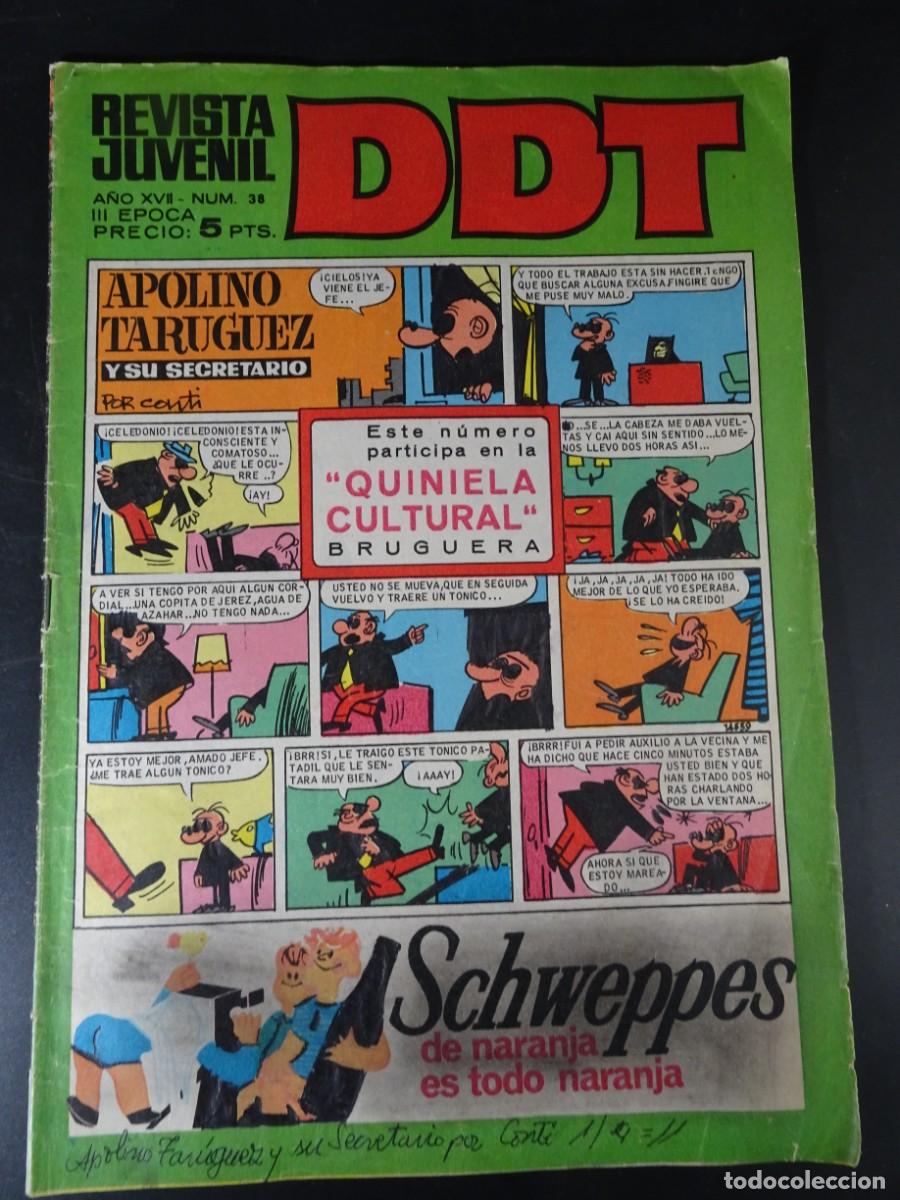 REVISTA
JUVENIL
DDT
AÑO XVII - NUM. 38
III EPOCA
PRECIO: 5 PTS.
APOLINO
TARUGUEZ
Y SU SECRETARIO
POR CONTI
¡CIELOS! YA
VIENE EL JE-
FE...
Y TODO EL TRABAJO ESTA SIN HACER. TENGO
QUE BUSCAR ALGUNA EXCUSA. FINGIRE QUE
ME PUSE MUY MALO.
¡CELEDONIO! ¡CELEDONIO! ESTA IN-
CONSCIENTE Y
COMATOSO...
¿QUE LE OCU-
RRE ..?
¡AY!
Este número
participa en la
"QUINIELA
CULTURAL"
BRUGUERA
...SE...LA CABEZA ME DABA VUEL-
TAS Y CAI AQUI SIN SENTIDO...LO ME-
NOS LLEVO DOS HORAS ASI...
A VER SI TENGO POR AQUI ALGUN COR-
DIAL...UNA COPITA DE JEREZ, AGUA DE
AZAHAR...NO TENGO NADA...
USTED NO SE MUEVA, QUE EN SEGUIDA
VUELVO Y TRAERE UN TONICO...
¡JA, JA, JA, JA, JA! TODO HA IDO
MEJOR DE LO QUE YO ESPERABA.
¡SE LO HA CREIDO!
14559
YA ESTOY MEJOR, AMADO JEFE.
¿ME TRAE ALGUN TONICO?
¡BRR! SI, LE TRAIGO ESTE TONICO PA-
TADIL QUE LE SEN-
TARA MUY BIEN.
¡AAAY!
¡BRRR! FUI A PEDIR AUXILIO A LA VECINA Y ME
HA DICHO QUE HACE CINCO MINUTOS ESTABA
USTED BIEN Y QUE
HAN ESTADO DOS HO-
RAS CHARLANDO
POR LA VENTANA...
AHORA SI QUE
ESTOY MAREA-
DO...
Schweppes
de naranja
es todo naranja
Apolino Tarúguez y su Secretario por Conti
todocoleccion